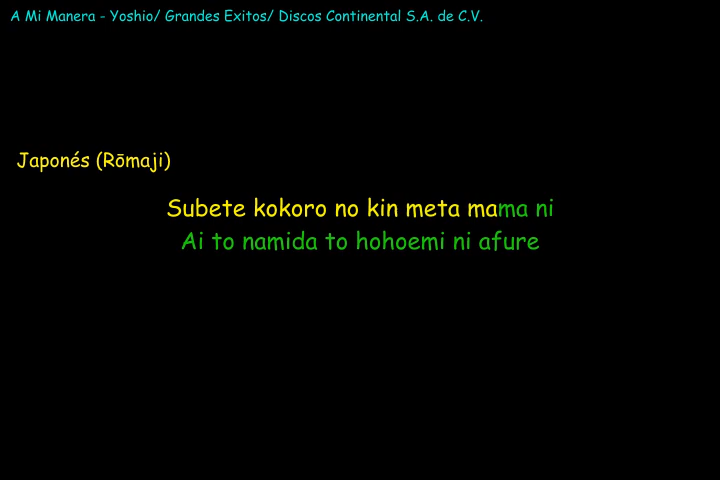 A Mi Manera - Yoshio/ Grandes Exitos/ Discos Continental S.A. de C.V.
Japonés (Rōmaji)
Subete kokoro no kin meta mama ni
Ai to namida to hohoemi ni afure